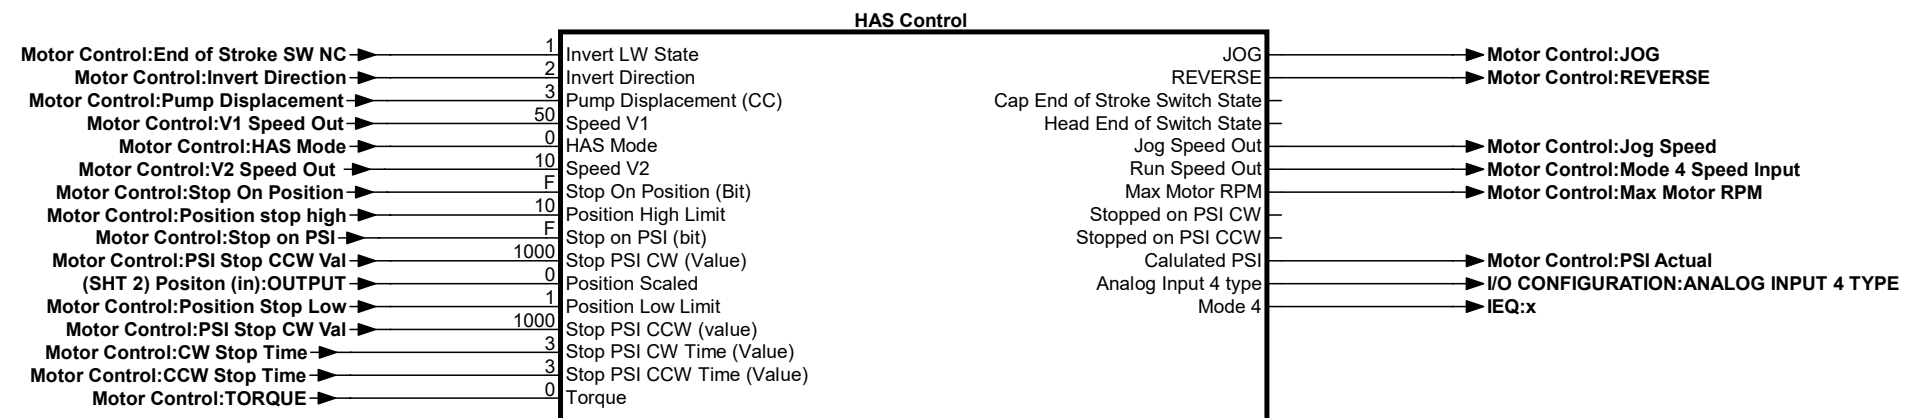 HAS Control
Motor Control:End of Stroke SW NC 1 Invert LW State JOG Motor Control:JOG
Motor Control:Invert Direction 2 Invert Direction REVERSE Motor Control:REVERSE
Motor Control:Pump Displacement 3 Pump Displacement (CC) Cap End of Stroke Switch State
Motor Control:V1 Speed Out 50 Speed V1 Head End of Switch State
Motor Control:HAS Mode 0 HAS Mode Jog Speed Out Motor Control:Jog Speed
Motor Control:V2 Speed Out 10 Speed V2 Run Speed Out Motor Control:Mode 4 Speed Input
Motor Control:Stop On Position F Stop On Position (Bit) Max Motor RPM Motor Control:Max Motor RPM
Motor Control:Position stop high 10 Position High Limit Stopped on PSI CW
Motor Control:Stop on PSI F Stop on PSI (bit) Stopped on PSI CCW
Motor Control:PSI Stop CCW Val 1000 Stop PSI CW (Value) Calulated PSI Motor Control:PSI Actual
(SHT 2) Positon (in):OUTPUT 0 Position Scaled Analog Input 4 type I/O CONFIGURATION:ANALOG INPUT 4 TYPE
Motor Control:Position Stop Low 1 Position Low Limit Mode 4 IEQ:x
Motor Control:PSI Stop CW Val 1000 Stop PSI CCW (value)
Motor Control:CW Stop Time 3 Stop PSI CW Time (Value)
Motor Control:CCW Stop Time 3 Stop PSI CCW Time (Value)
Motor Control:TORQUE 0 Torque